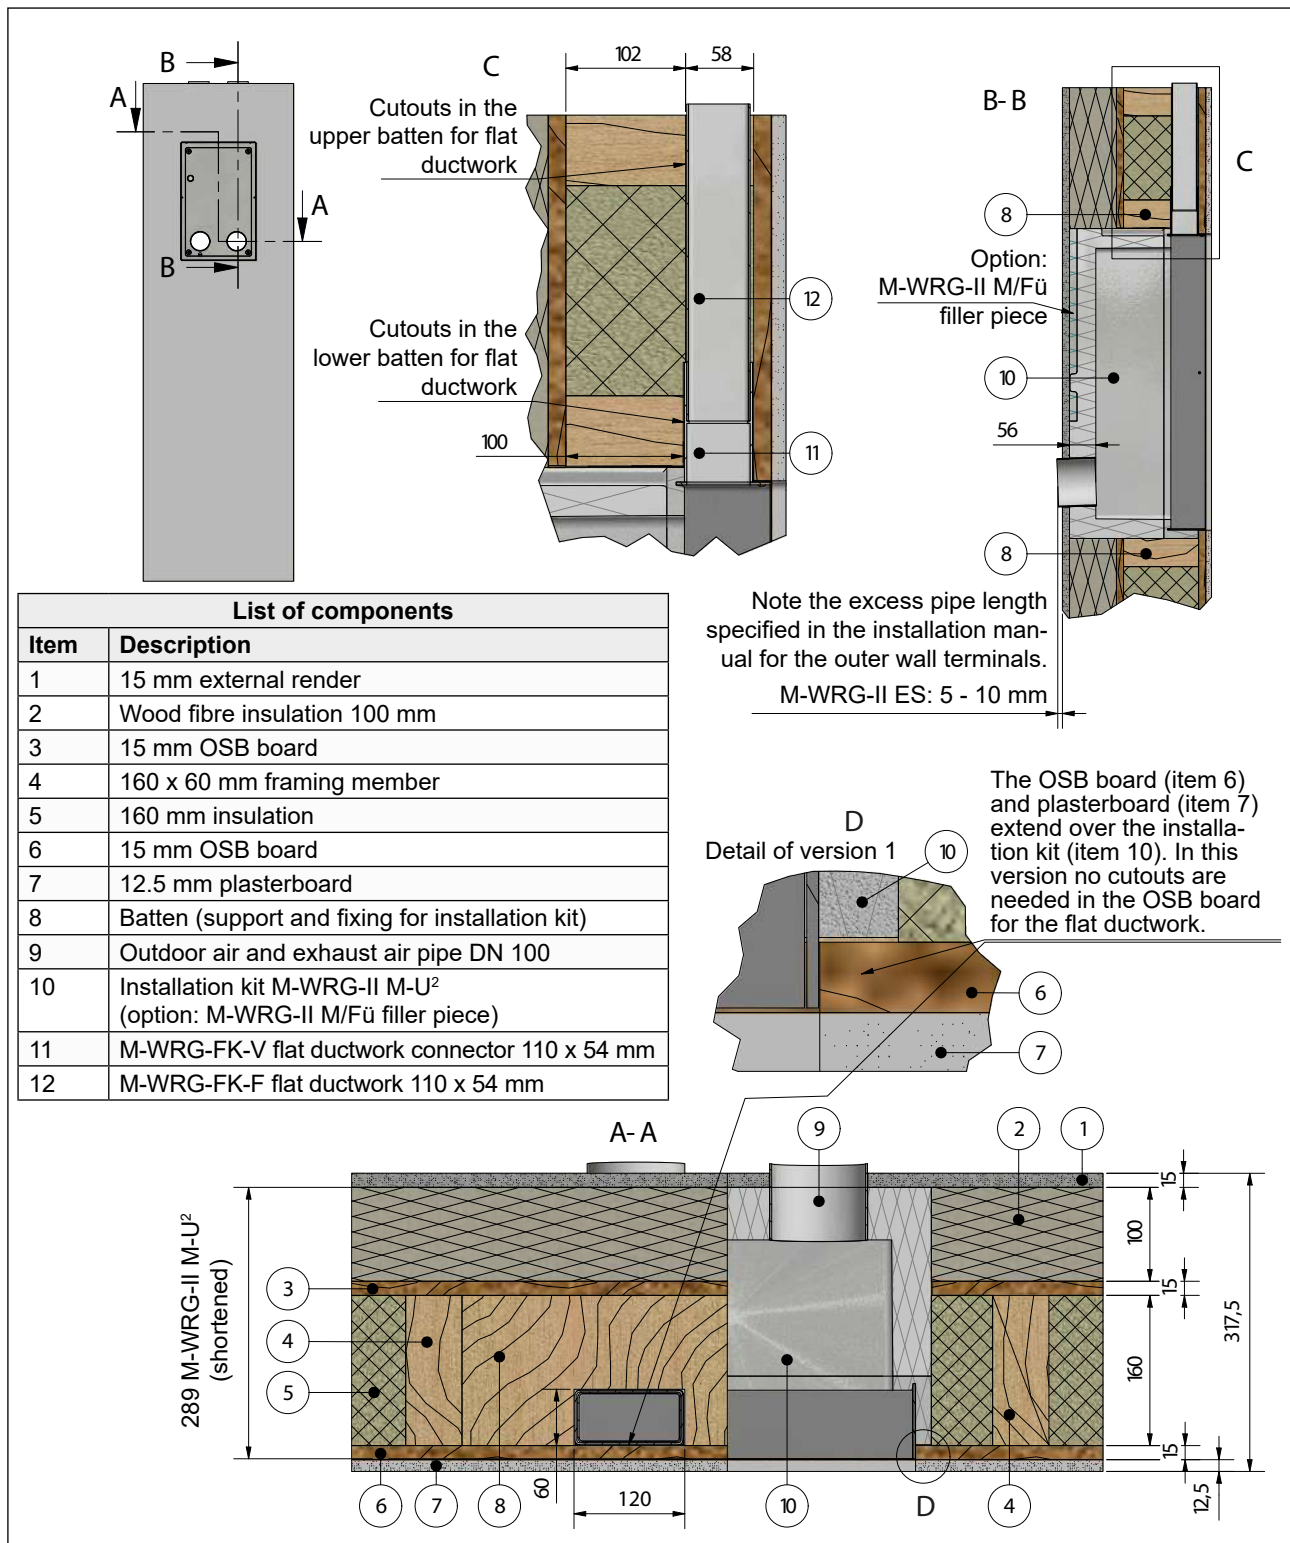 B
A
A
B
C
102
58
Cutouts in the
upper batten for flat
ductwork
12
Cutouts in the
lower batten for flat
ductwork
100
11
B-B
C
8
Option:
M-WRG-II M/Fü
filler piece
10
56
8
Note the excess pipe length
specified in the installation man-
ual for the outer wall terminals.
M-WRG-II ES: 5 - 10 mm
List of components
Item Description
1 15 mm external render
2 Wood fibre insulation 100 mm
3 15 mm OSB board
4 160 x 60 mm framing member
5 160 mm insulation
6 15 mm OSB board
7 12.5 mm plasterboard
8 Batten (support and fixing for installation kit)
9 Outdoor air and exhaust air pipe DN 100
10 Installation kit M-WRG-II M-U²
(option: M-WRG-II M/Fü filler piece)
11 M-WRG-FK-V flat ductwork connector 110 x 54 mm
12 M-WRG-FK-F flat ductwork 110 x 54 mm
D
Detail of version 1
10
The OSB board (item 6)
and plasterboard (item 7)
extend over the installa-
tion kit (item 10). In this
version no cutouts are
needed in the OSB board
for the flat ductwork.
6
7
A-A
9
2
1
289 M-WRG-II M-U²
(shortened)
3
4
5
15
100
15
160
15
12,5
317,5
60
120
6
7
8
10
D
4